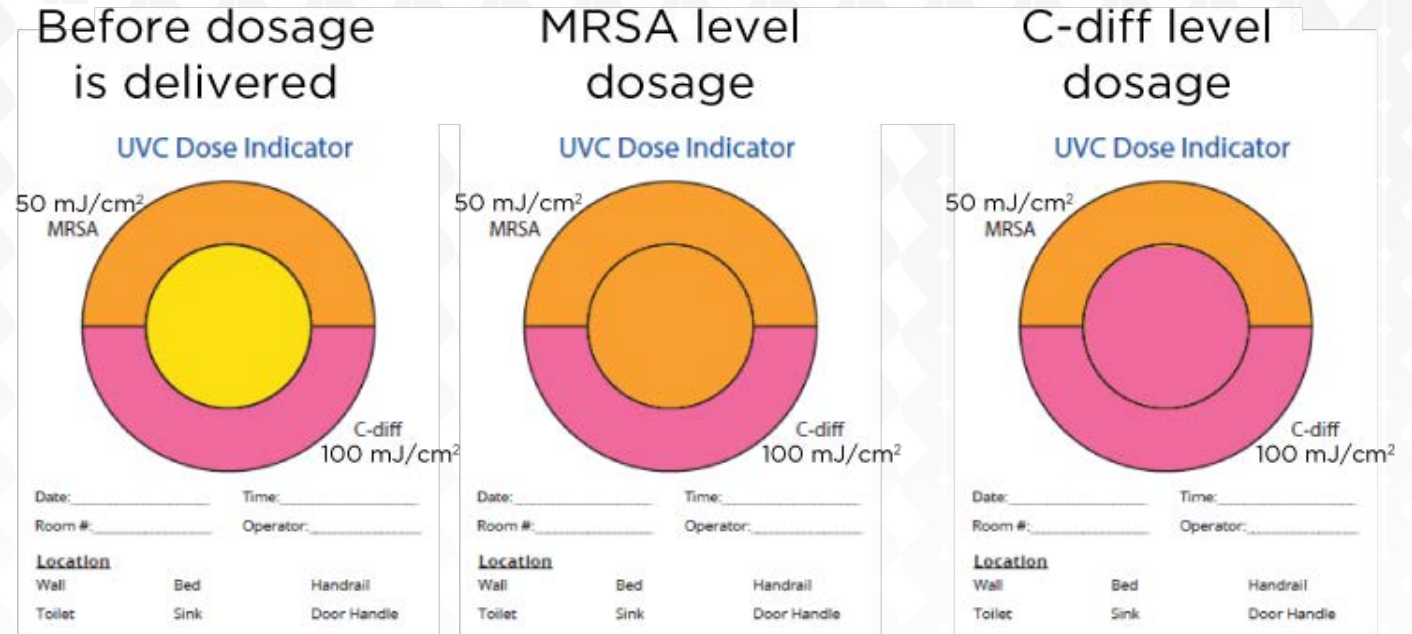 Before dosage
is delivered
UVC Dose Indicator
50 mJ/cm²
MRSA
C-diff
100 mJ/cm²
Date: Time:
Room #: Operator:
Location
Wall Bed Handrail
Toilet Sink Door Handle
MRSA level
dosage
UVC Dose Indicator
50 mJ/cm²
MRSA
C-diff
100 mJ/cm²
Date: Time:
Room #: Operator:
Location
Wall Bed Handrail
Toilet Sink Door Handle
C-diff level
dosage
UVC Dose Indicator
50 mJ/cm²
MRSA
C-diff
100 mJ/cm²
Date: Time:
Room #: Operator:
Location
Wall Bed Handrail
Toilet Sink Door Handle